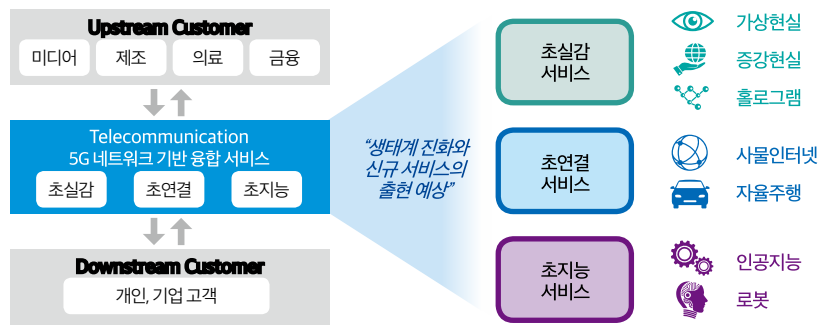 Upstream Customer
미디어 제조 의료 금융
Telecommunication
5G 네트워크 기반 융합 서비스
초실감 초연결 초지능
Downstream Customer
개인, 기업 고객
“생태계 진화와
신규 서비스의
출현 예상”
초실감
서비스
가상현실
증강현실
홀로그램
초연결
서비스
사물인터넷
자율주행
초지능
서비스
인공지능
로봇